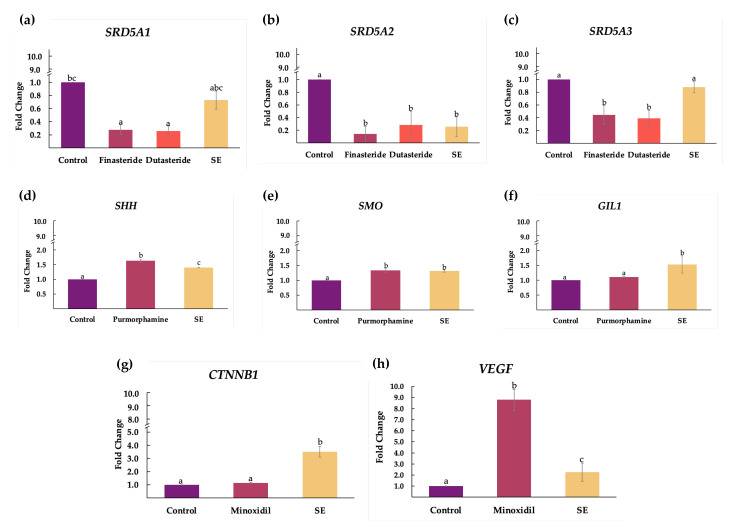 (a)
SRD5A1
Fold Change
10.0
9.0
1.0
0.8
0.6
0.4
0.2
bc
a
a
abc
Control Finasteride Dutasteride SE
(b)
SRD5A2
10.0
9.0
1.0
0.8
0.6
0.4
0.2
a
b
b
b
Control Finasteride Dutasteride SE
(c)
SRD5A3
Fold Change
10.0
9.0
1.0
0.8
0.6
0.4
0.2
a
b
b
a
Control Finasteride Dutasteride SE
(d)
SHH
Fold Change
10.0
9.0
2.0
1.5
1.0
0.5
a
b
c
Control Purmorphamine SE
(e)
SMO
Fold Change
10.0
9.0
2.0
1.5
1.0
0.5
a
b
b
Control Purmorphamine SE
(f)
GIL1
Fold Change
10.0
9.0
2.0
1.5
1.0
0.5
a
a
b
Control Purmorphamine SE
(g)
CTNNB1
Fold Change
10.0
9.0
8.0
5.0
4.0
3.0
2.0
1.0
a
a
b
Control Minoxidil SE
(h)
VEGF
Fold Change
10.0
9.0
8.0
7.0
6.0
5.0
4.0
3.0
2.0
1.0
a
b
c
Control Minoxidil SE